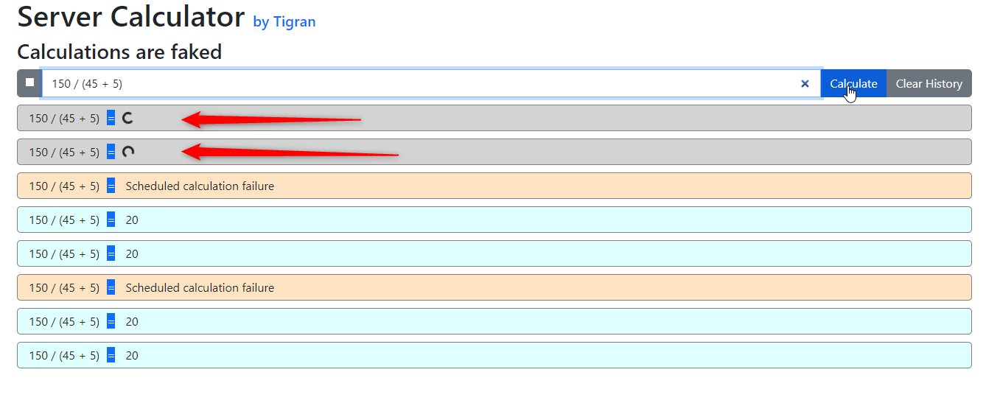 Server Calculator by Tigran
Calculations are faked
150 / (45 + 5) × Calculate Clear History
150 / (45 + 5) =
150 / (45 + 5) =
150 / (45 + 5) = Scheduled calculation failure
150 / (45 + 5) = 20
150 / (45 + 5) = 20
150 / (45 + 5) = Scheduled calculation failure
150 / (45 + 5) = 20
150 / (45 + 5) = 20